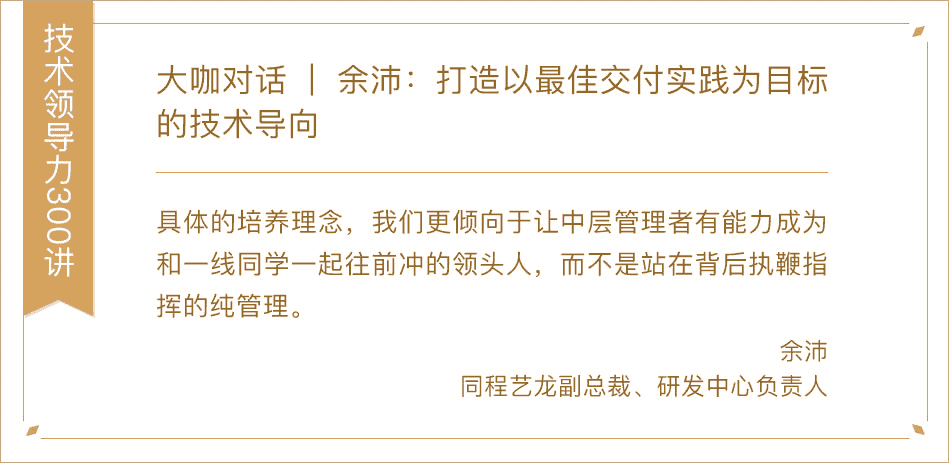 技术领导力300讲
大咖对话 | 余沛：打造以最佳交付实践为目标
的技术导向
具体的培养理念，我们更倾向于让中层管理者有能力成为
和一线同学一起往前冲的领头人，而不是站在背后执鞭指
挥的纯管理。
余沛
同程艺龙副总裁、研发中心负责人